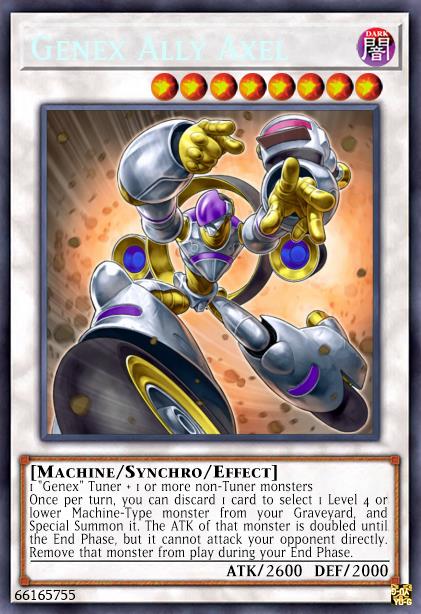 Genex Ally Axel
DARK
闇
[Machine/Synchro/Effect]
1 "Genex" Tuner + 1 or more non-Tuner monsters
Once per turn, you can discard 1 card to select 1 Level 4 or
lower Machine-Type monster from your Graveyard, and
Special Summon it. The ATK of that monster is doubled until
the End Phase, but it cannot attack your opponent directly.
Remove that monster from play during your End Phase.
ATK/2600 DEF/2000
66165755